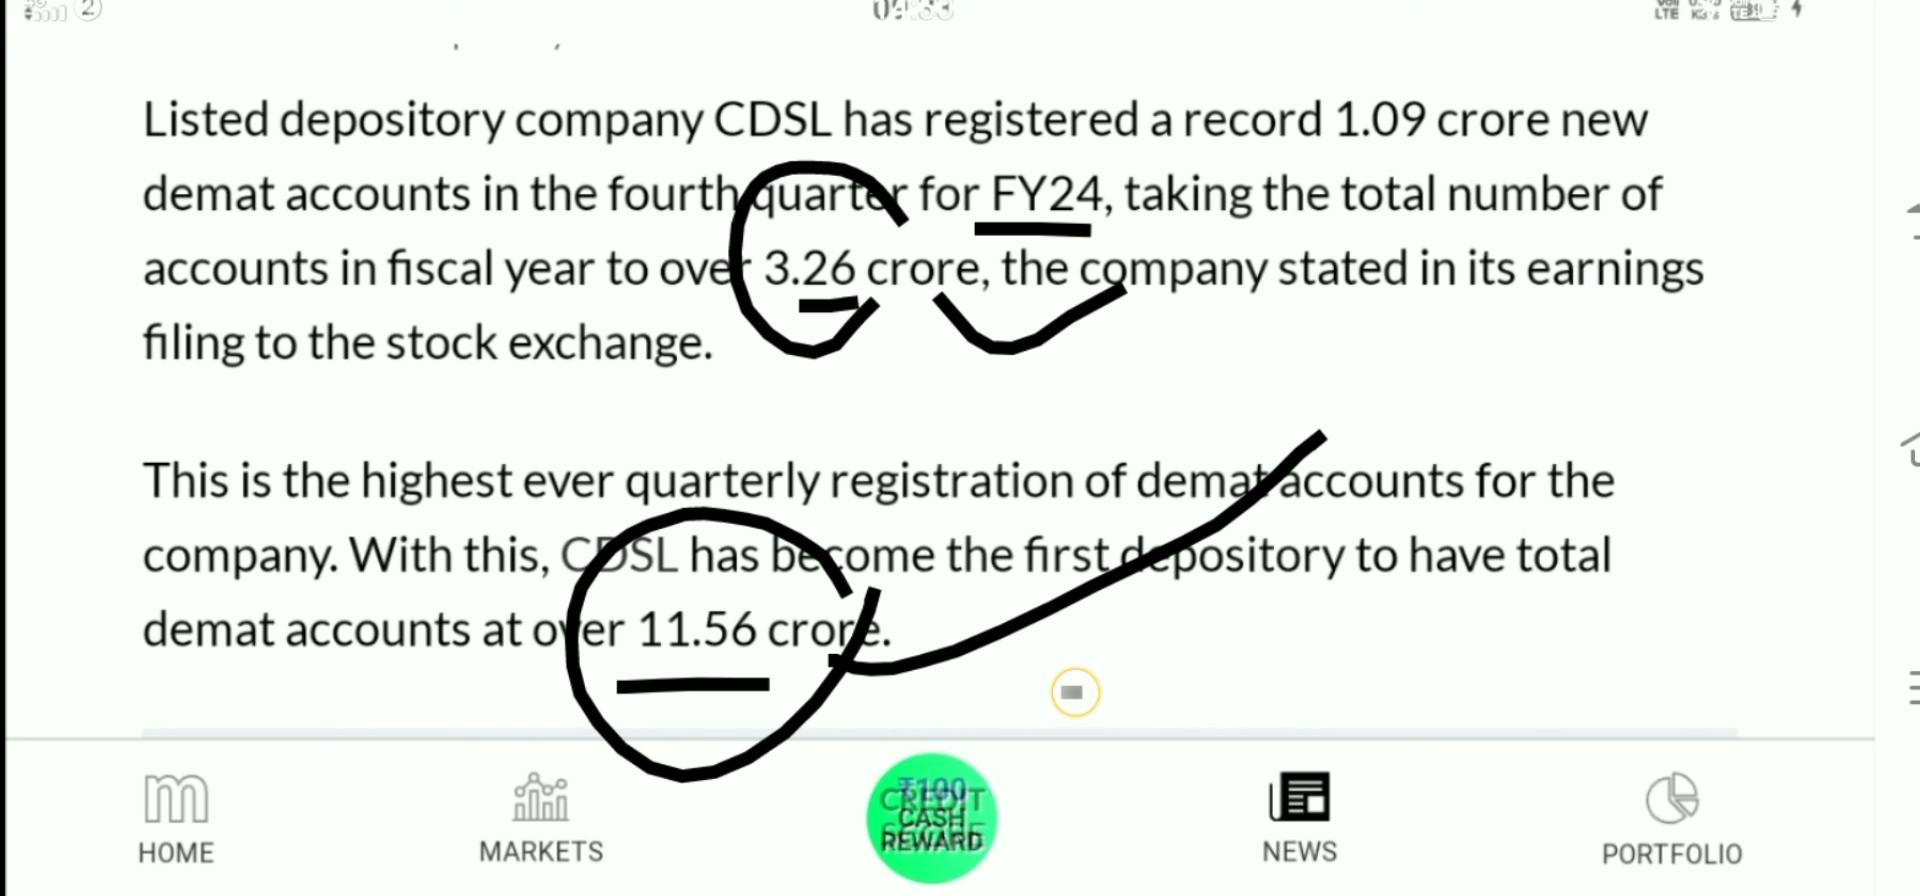 Listed depository company CDSL has registered a record 1.09 crore new
demat accounts in the fourth quarter for FY24, taking the total number of
accounts in fiscal year to over 3.26 crore, the company stated in its earnings
filing to the stock exchange.
This is the highest ever quarterly registration of demat accounts for the
company. With this, CDSL has become the first depository to have total
demat accounts at over 11.56 crore.
HOME
MARKETS
₹100
CREDIT
CASH
REWARD
NEWS
PORTFOLIO